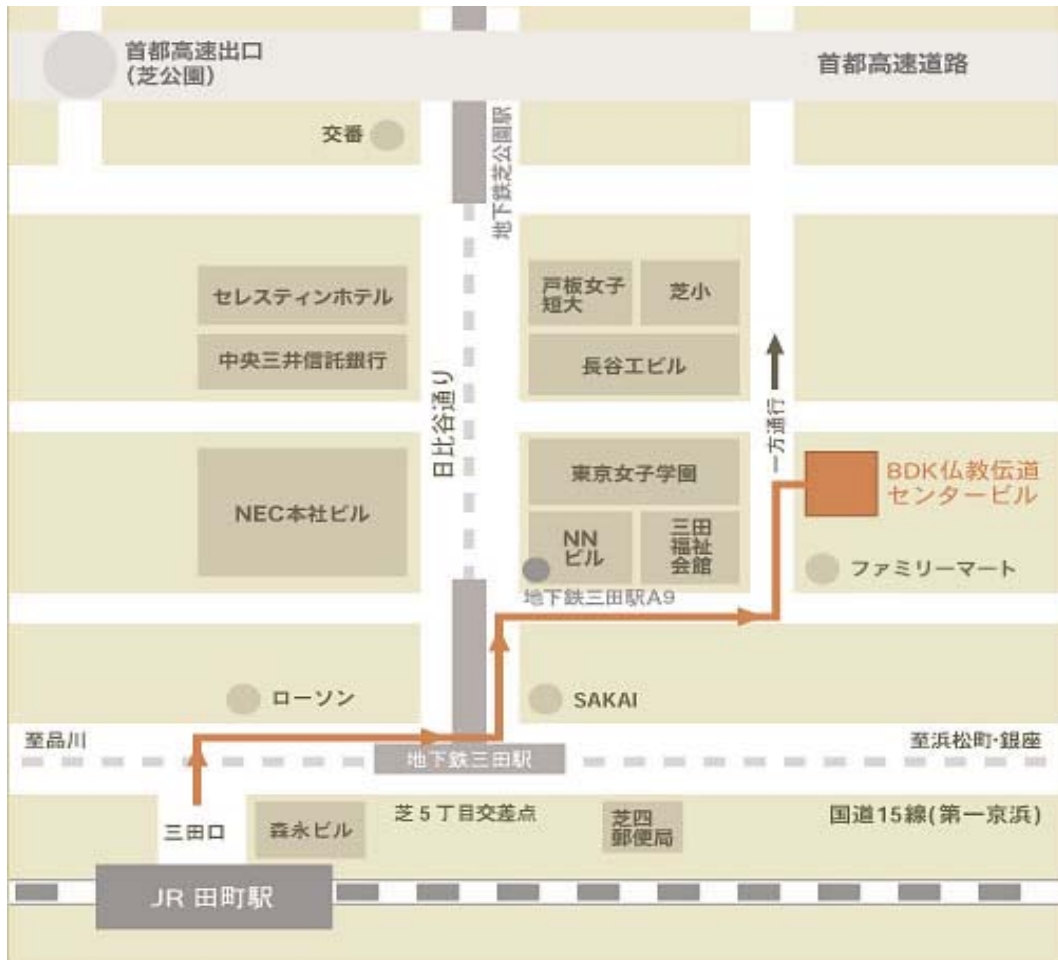 首都高速出口
(芝公園)
首都高速道路
交番
地下鉄芝公園駅
セレスティンホテル
戸板女子
短大
芝小
中央三井信託銀行
長谷工ビル
日比谷通り
一方通行
東京女子学園
BDK仏教伝道
センタービル
NEC本社ビル
NN
ビル
三田
福祉
会館
ファミリーマート
地下鉄三田駅A9
ローソン
SAKAI
至品川
至浜松町·銀座
地下鉄三田駅
三田口
森永ビル
芝5丁目交差点
芝四
郵便局
国道15線(第一京浜)
JR 田町駅